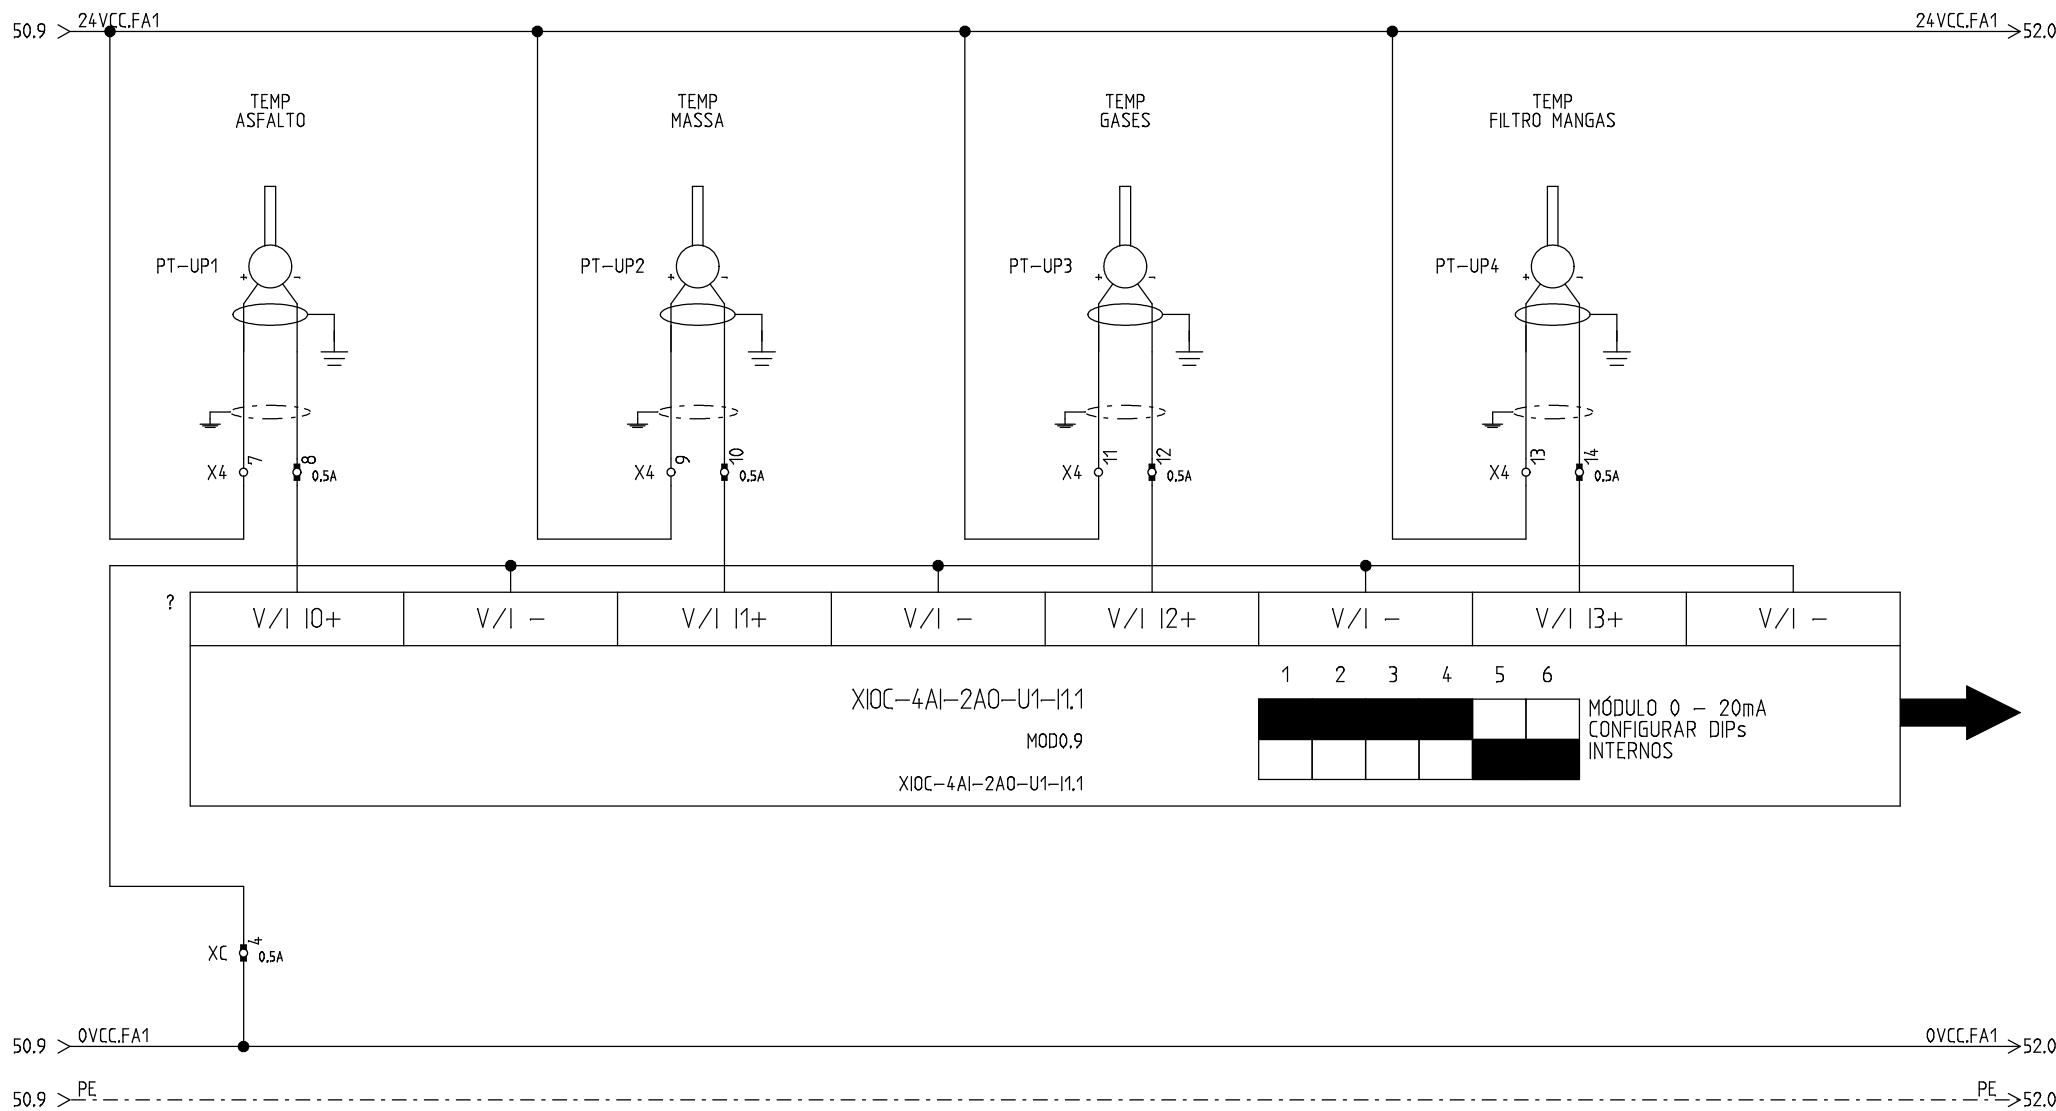 24VCC.FA1
24VCC.FA1
50.9
52.0
TEMP
ASFALTO
TEMP
MASSA
TEMP
GASES
TEMP
FILTRO MANGAS
PT-UP1
+
-
PT-UP2
+
-
PT-UP3
+
-
PT-UP4
+
-
X4
7
8
0.5A
X4
9
10
0.5A
X4
11
12
0.5A
X4
13
14
0.5A
?
V/I I0+
V/I -
V/I I1+
V/I -
V/I I2+
V/I -
V/I I3+
V/I -
1 2 3 4 5 6
XIOC-4AI-2AO-U1-I1.1
MOD0.9
XIOC-4AI-2AO-U1-I1.1
MÓDULO 0 - 20mA
CONFIGURAR DIPs
INTERNOS
XC
4
0.5A
0VCC.FA1
0VCC.FA1
50.9
52.0
PE
PE
50.9
52.0